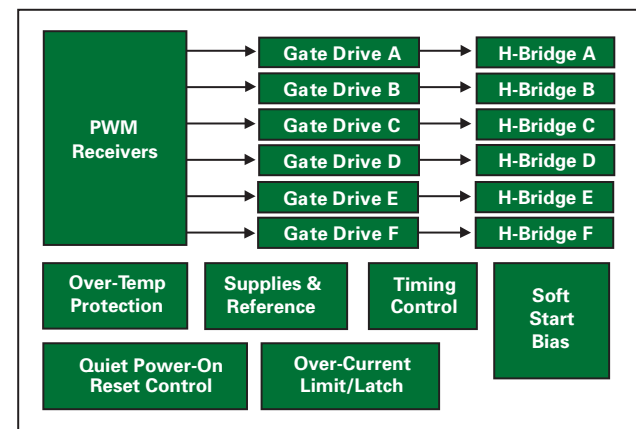 PWM
Receivers
Gate Drive A
H-Bridge A
Gate Drive B
H-Bridge B
Gate Drive C
H-Bridge C
Gate Drive D
H-Bridge D
Gate Drive E
H-Bridge E
Gate Drive F
H-Bridge F
Over-Temp
Protection
Supplies &
Reference
Timing
Control
Soft
Start
Bias
Quiet Power-On
Reset Control
Over-Current
Limit/Latch